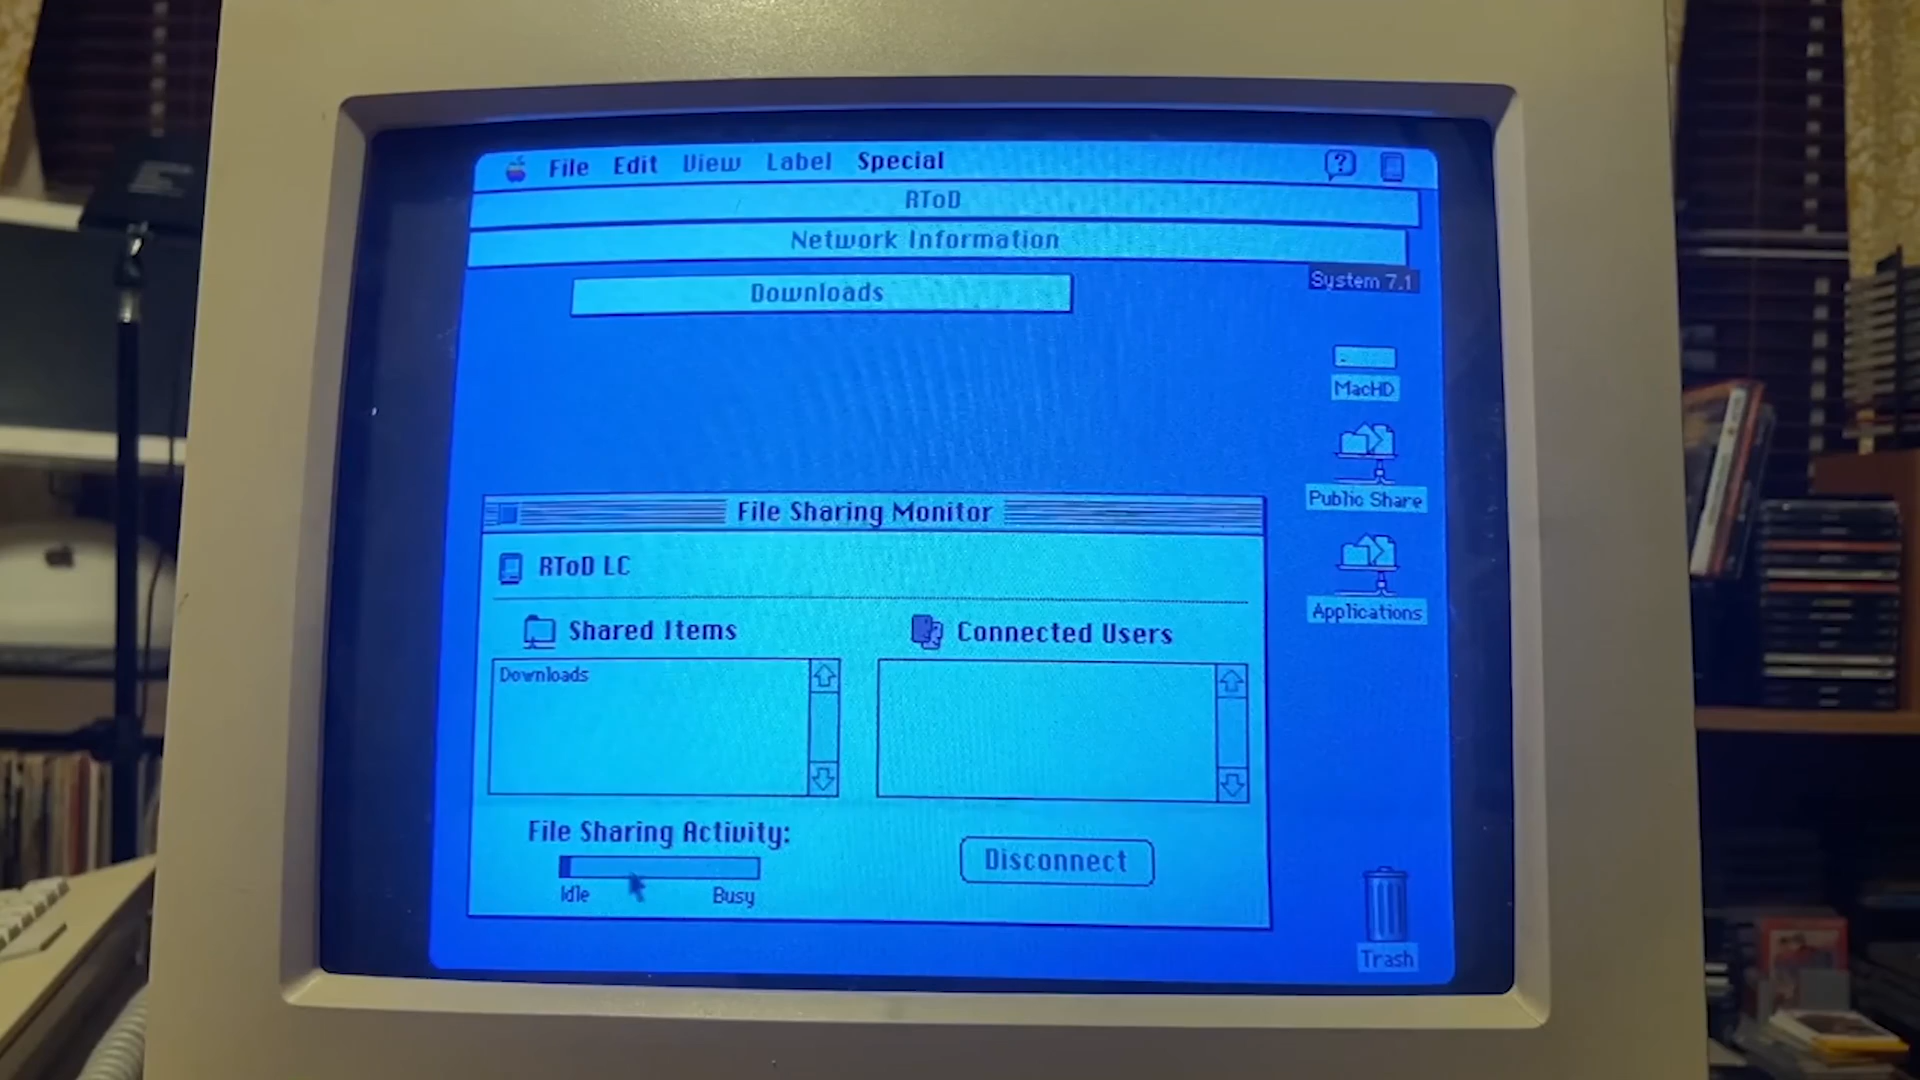 File Edit View Label Special ?
RToD
Network Information
Downloads
System 7.1
MacHD
Public Share
Applications
File Sharing Monitor
RToD LC
Shared Items
Connected Users
Downloads
File Sharing Activity:
Idle
Busy
Disconnect
Trash